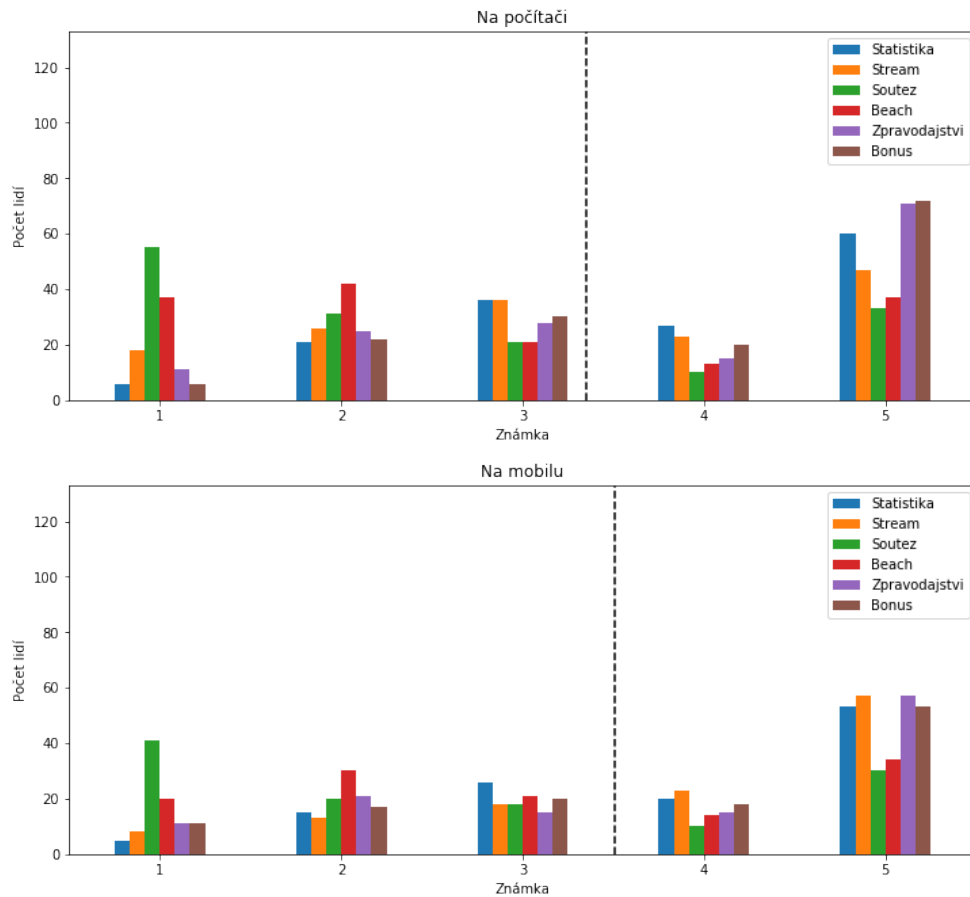 Na počítači
120
100
80
60
40
20
0
Počet lidí
1 2 3 4 5
Známka
Statistika
Stream
Soutez
Beach
Zpravodajstvi
Bonus
Na mobilu
120
100
80
60
40
20
0
Počet lidí
1 2 3 4 5
Známka
Statistika
Stream
Soutez
Beach
Zpravodajstvi
Bonus